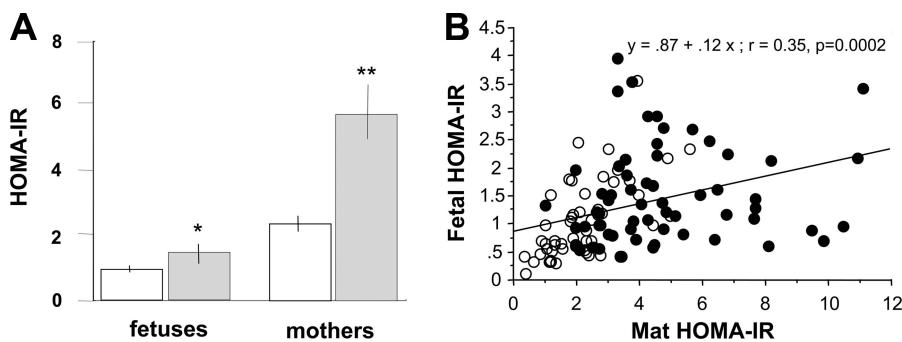 A
HOMA-IR
8
6
4
2
0
*
**
fetuses mothers
B
Fetal HOMA-IR
y = .87 + .12 x ; r = 0.35, p=0.0002
4.5
4
3.5
3
2.5
2
1.5
1
.5
0
0 2 4 6 8 10 12
Mat HOMA-IR